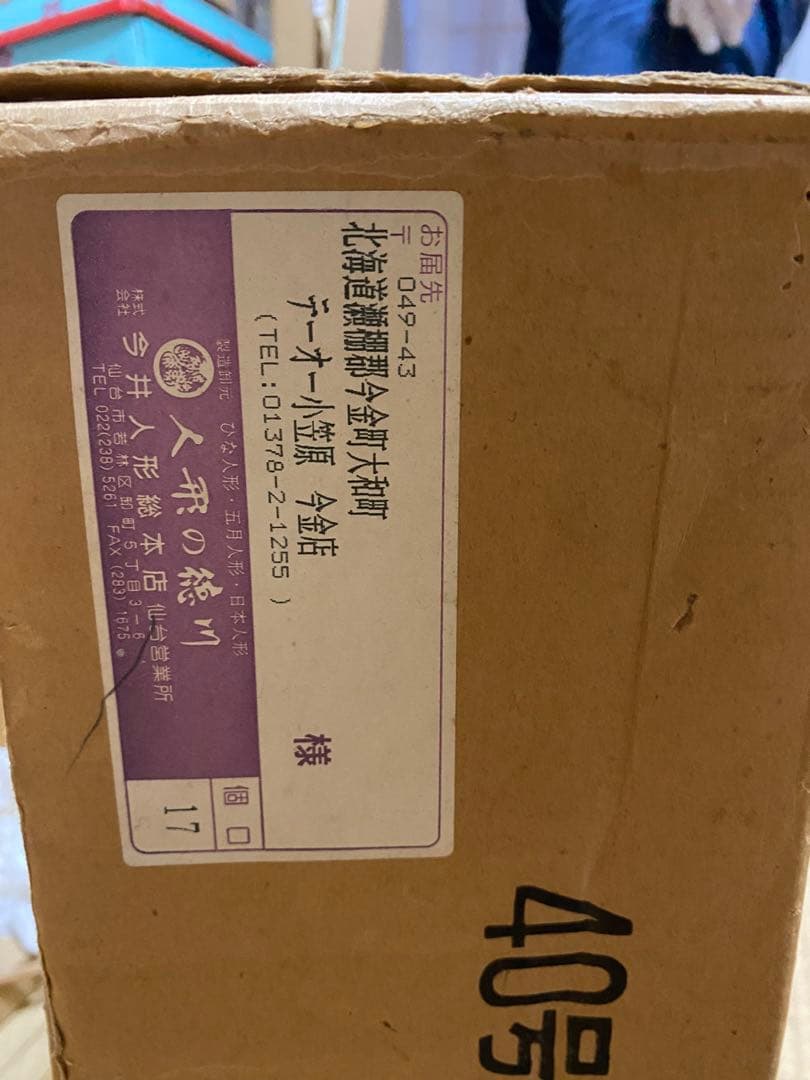 お届先
〒 049-43
北海道瀬棚郡今金町大和町
デーオー小笠原 今金店
(TEL:01378-2-1255 )
様
製造卸元 ひな人形・五月人形・日本人形
人形の徳川
株式会社 今井人形総本店 仙台営業所
仙台市若林区卸町5丁目3-6
TEL 022(238)5261 FAX(283)1675
個口
17
40号